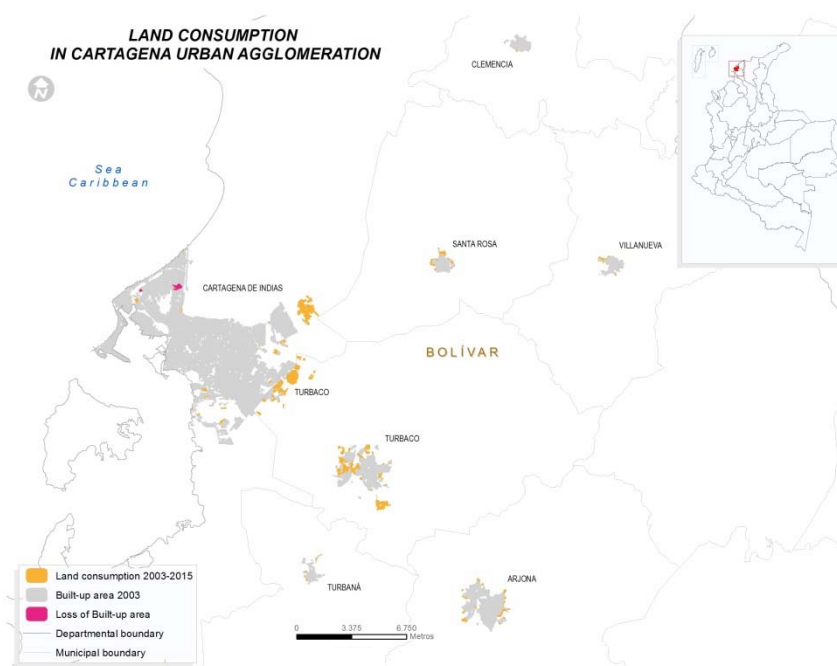 LAND CONSUMPTION
IN CARTAGENA URBAN AGGLOMERATION
CLEMENCIA
N
Sea
Caribbean
SANTA ROSA
VILLANUEVA
CARTAGENA DE INDIAS
BOLÍVAR
TURBACO
TURBACO
Land consumption 2003-2015
Built-up area 2003
Loss of Built-up area
Departmental boundary
Municipal boundary
TURBANÀ
ARJONA
0 3.375 6.750
Metros